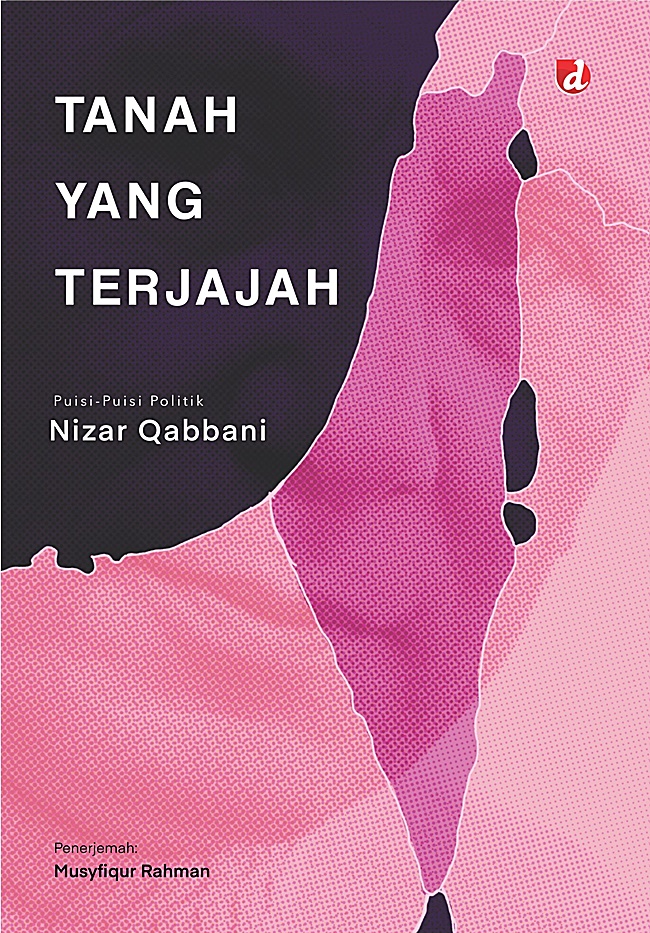 d
TANAH
YANG
TERJAJAH
Puisi-Puisi Politik
Nizar Qabbani
Penerjemah:
Musyfiqur Rahman